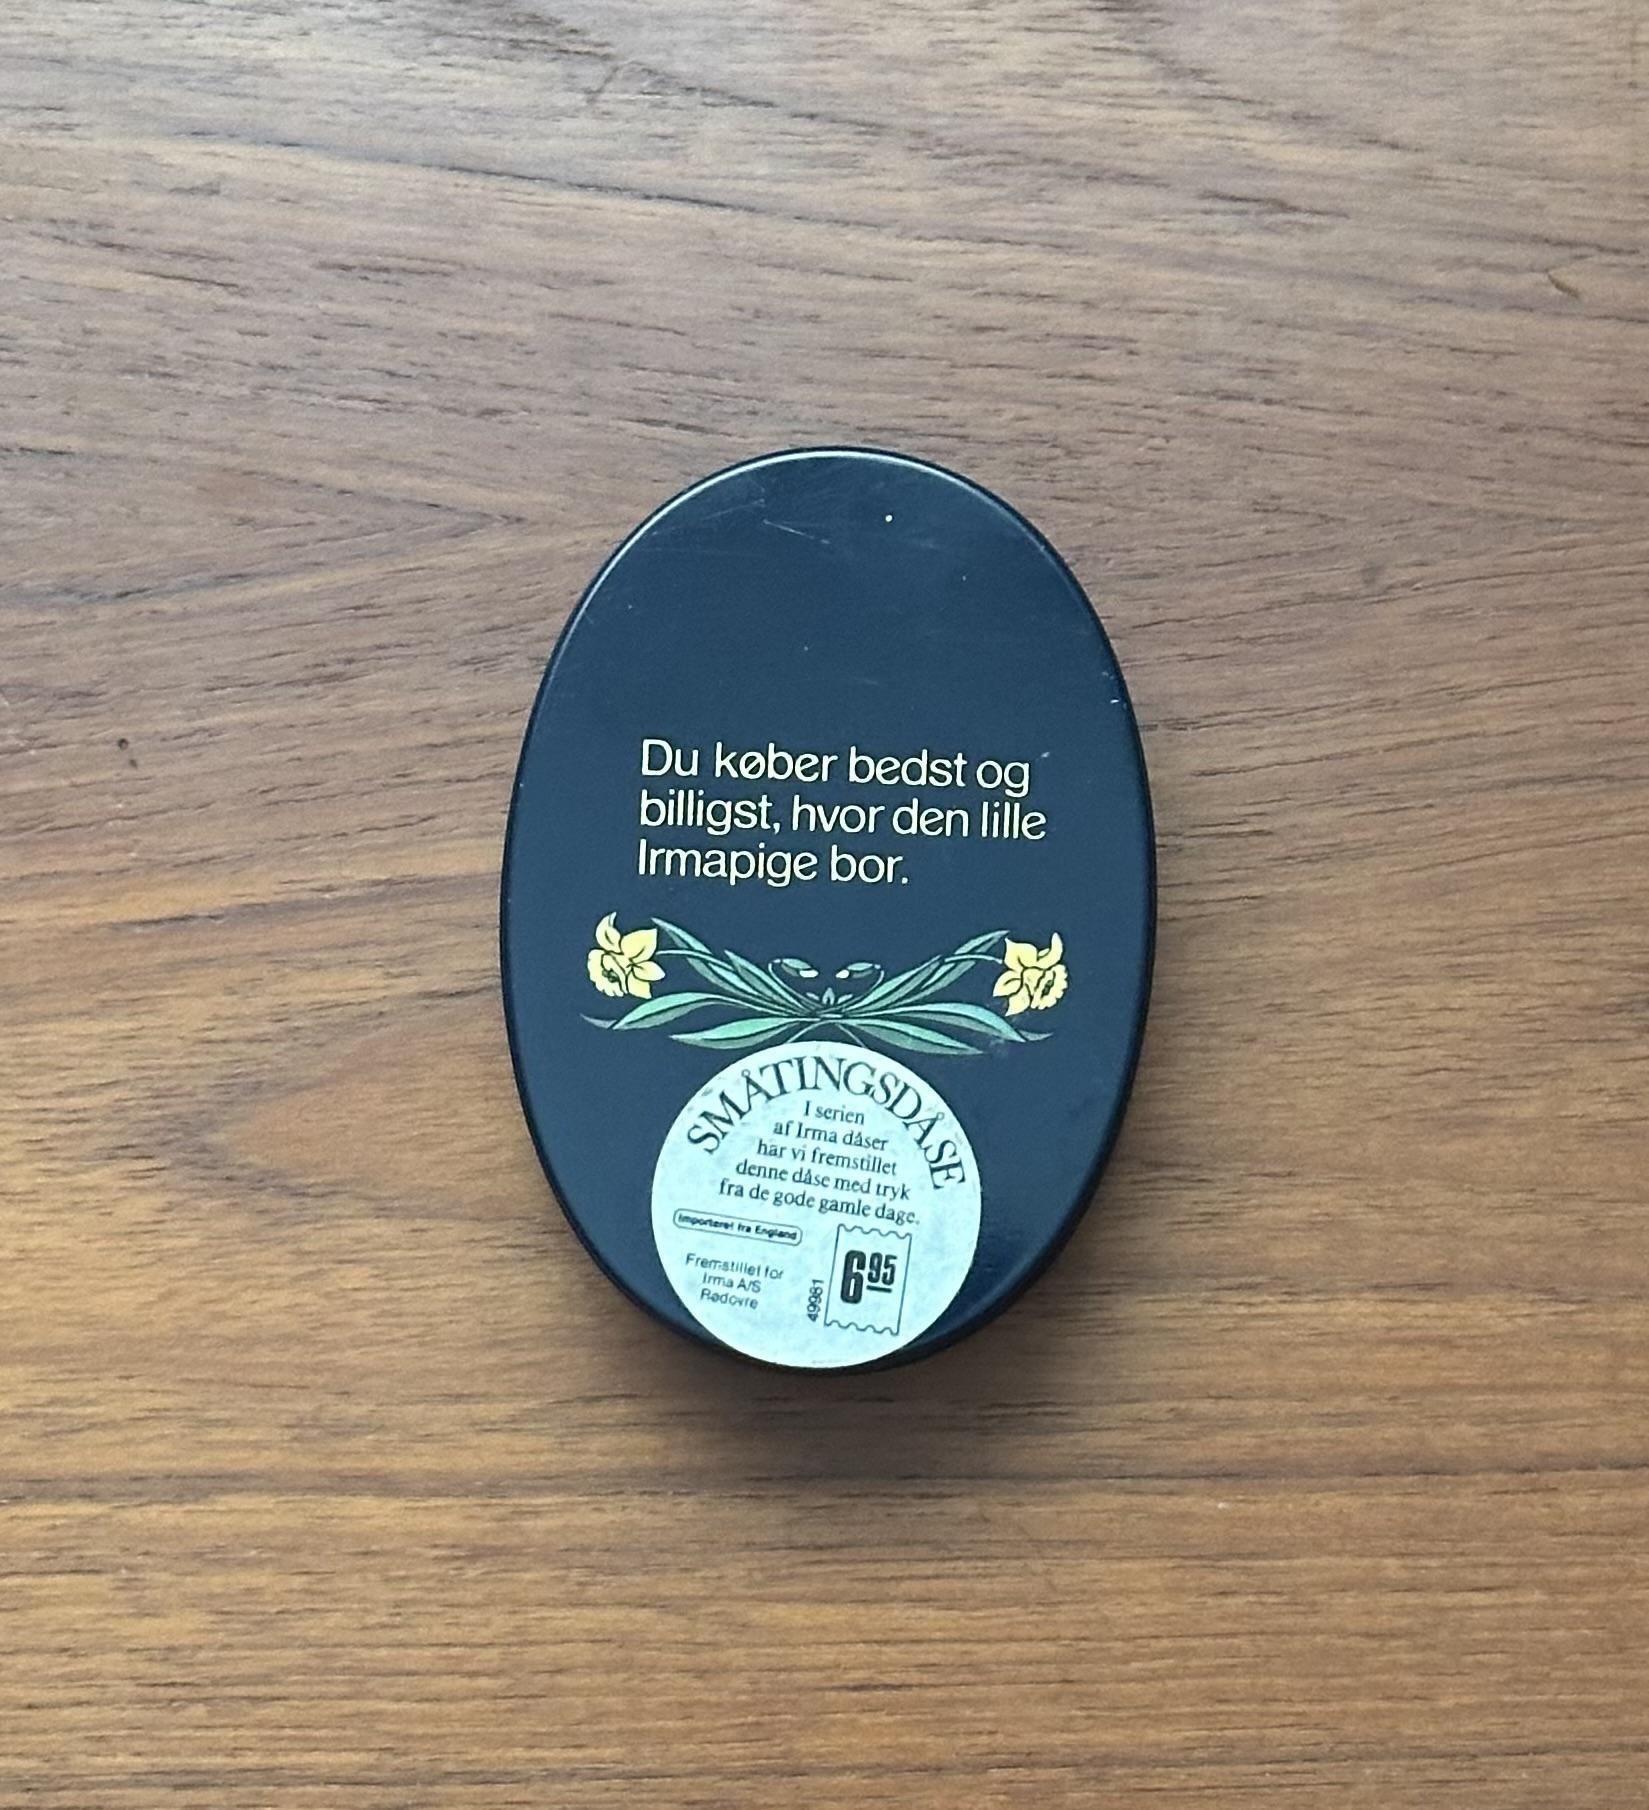 Du køber bedst og
billigst, hvor den lille
Irmapige bor.
SMÅTINGSDÅSE
I serien
af Irma dåser
har vi fremstillet
denne dåse med tryk
fra de gode gamle dage.
Importeret fra England
Fremstillet for
Irma A/S
Rødovre
49981
6 95